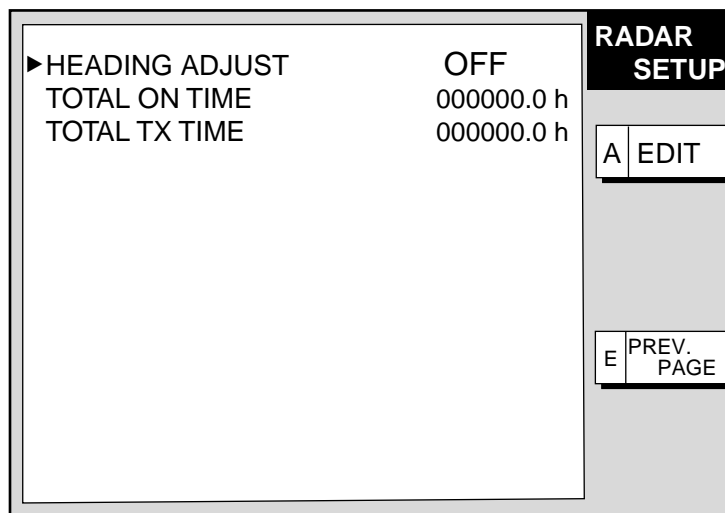 RADAR
SETUP
▶HEADING ADJUST OFF
TOTAL ON TIME 000000.0 h
TOTAL TX TIME 000000.0 h
A EDIT
E PREV.
PAGE